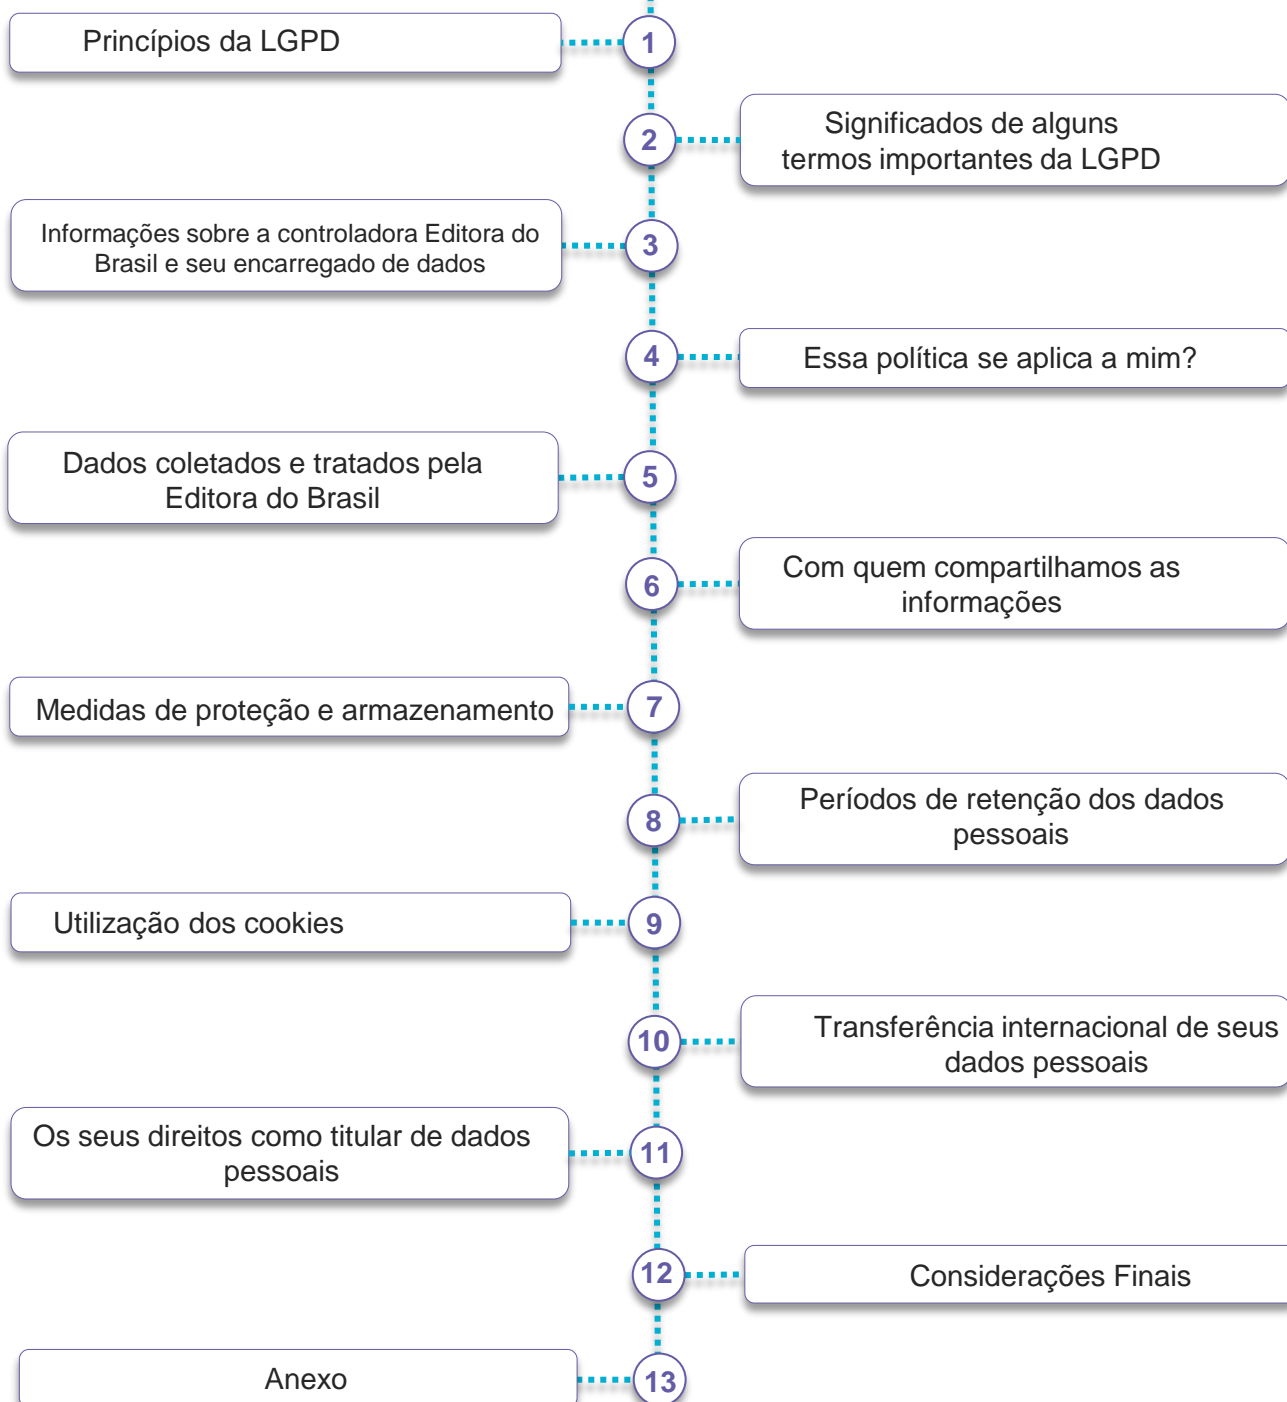 Princípios da LGPD
1
2
Significados de alguns
termos importantes da LGPD
Informações sobre a controladora Editora do
Brasil e seu encarregado de dados
3
4
Essa política se aplica a mim?
Dados coletados e tratados pela
Editora do Brasil
5
6
Com quem compartilhamos as
informações
Medidas de proteção e armazenamento
7
8
Períodos de retenção dos dados
pessoais
Utilização dos cookies
9
10
Transferência internacional de seus
dados pessoais
Os seus direitos como titular de dados
pessoais
11
12
Considerações Finais
Anexo
13